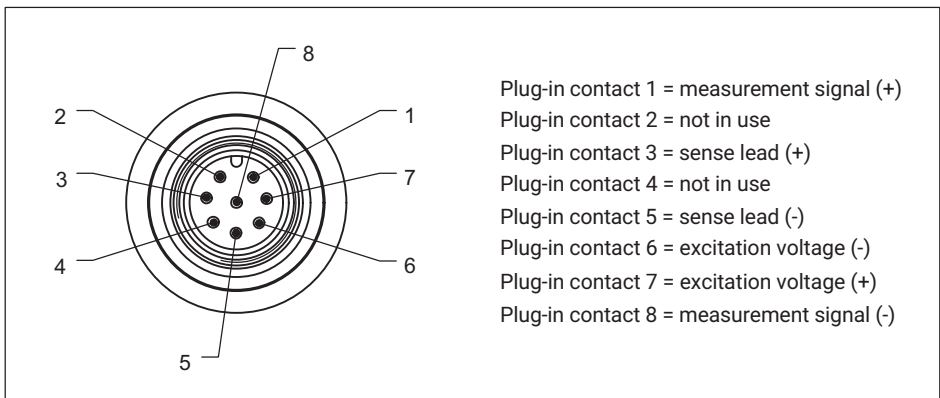 8
2
1
3
7
4
6
5
Plug-in contact 1 = measurement signal (+)
Plug-in contact 2 = not in use
Plug-in contact 3 = sense lead (+)
Plug-in contact 4 = not in use
Plug-in contact 5 = sense lead (-)
Plug-in contact 6 = excitation voltage (-)
Plug-in contact 7 = excitation voltage (+)
Plug-in contact 8 = measurement signal (-)